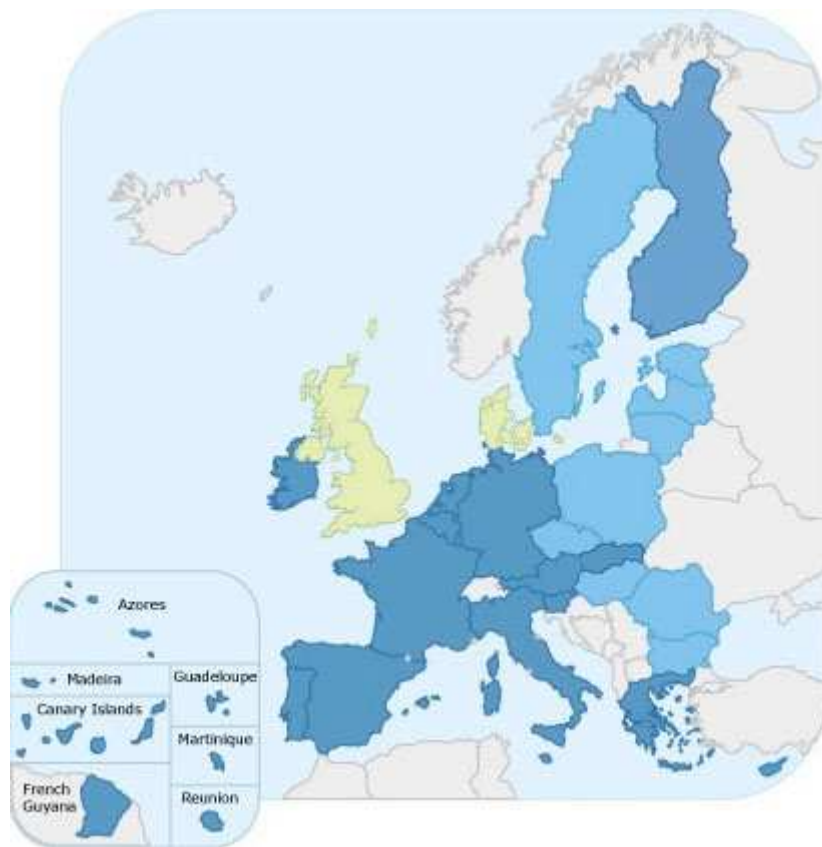 Azores
Madeira
Guadeloupe
Canary Islands
Martinique
French
Guyana
Reunion